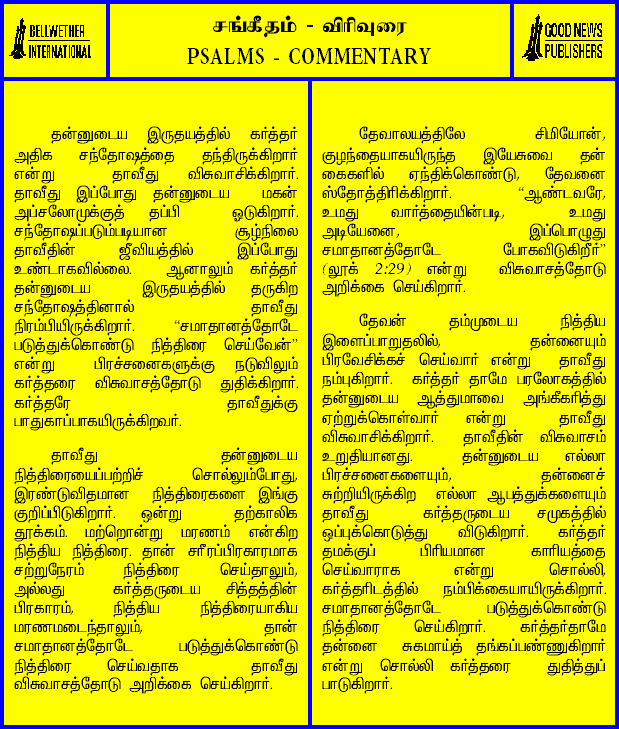 BELLWETHER
INTERNATIONAL
சங்கீதம் - விரிவுரை
PSALMS - COMMENTARY
GOOD NEWS
PUBLISHERS
தன்னுடைய இருதயத்தில் கர்த்தர்
அதிக சந்தோஷத்தை தந்திருக்கிறார்
என்று தாவீது விசுவாசிக்கிறார்.
தாவீது இப்போது தன்னுடைய மகன்
அப்சலோமுக்குத் தப்பி ஓடுகிறார்.
சந்தோஷப்படும்படியான சூழ்நிலை
தாவீதின் ஜீவியத்தில் இப்போது
உண்டாகவில்லை. ஆனாலும் கர்த்தர்
தன்னுடைய இருதயத்தில் தருகிற
சந்தோஷத்தினால் தாவீது
நிரம்பியிருக்கிறார். “சமாதானத்தோடே
படுத்துக்கொண்டு நித்திரை செய்வேன்”
என்று பிரச்சனைகளுக்கு நடுவிலும்
கர்த்தரை விசுவாசத்தோடு துதிக்கிறார்.
கர்த்தரே தாவீதுக்கு
பாதுகாப்பாகயிருக்கிறவர்.
தாவீது தன்னுடைய
நித்திரையைப்பற்றிச் சொல்லும்போது,
இரண்டுவிதமான நித்திரைகளை இங்கு
குறிப்பிடுகிறார். ஒன்று தற்காலிக
தூக்கம். மற்றொன்று மரணம் என்கிற
நித்திய நித்திரை. தான் சரீரப்பிரகாரமாக
சற்றுநேரம் நித்திரை செய்தாலும்,
அல்லது கர்த்தருடைய சித்தத்தின்
பிரகாரம், நித்திய நித்திரையாகிய
மரணமடைந்தாலும், தான்
சமாதானத்தோடே படுத்துக்கொண்டு
நித்திரை செய்வதாக தாவீது
விசுவாசத்தோடு அறிக்கை செய்கிறார்.
தேவாலயத்திலே சிமியோன்,
குழந்தையாகயிருந்த இயேசுவை தன்
கைகளில் ஏந்திக்கொண்டு, தேவனை
ஸ்தோத்திரிக்கிறார். “ஆண்டவரே,
உமது வார்த்தையின்படி, உமது
அடியேனை, இப்பொழுது
சமாதானத்தோடே போகவிடுகிறீர்”
(லூக் 2:29) என்று விசுவாசத்தோடு
அறிக்கை செய்கிறார்.
தேவன் தம்முடைய நித்திய
இளைப்பாறுதலில், தன்னையும்
பிரவேசிக்கச் செய்வார் என்று தாவீது
நம்புகிறார். கர்த்தர் தாமே பரலோகத்தில்
தன்னுடைய ஆத்துமாவை அங்கீகரித்து
ஏற்றுக்கொள்வார் என்று தாவீது
விசுவாசிக்கிறார். தாவீதின் விசுவாசம்
உறுதியானது. தன்னுடைய எல்லா
பிரச்சனைகளையும், தன்னைச்
சுற்றியிருக்கிற எல்லா ஆபத்துக்களையும்
தாவீது கர்த்தருடைய சமுகத்தில்
ஒப்புக்கொடுத்து விடுகிறார். கர்த்தர்
தமக்குப் பிரியமான காரியத்தை
செய்வாராக என்று சொல்லி,
கர்த்தரிடத்தில் நம்பிக்கையாயிருக்கிறார்.
சமாதானத்தோடே படுத்துக்கொண்டு
நித்திரை செய்கிறார். கர்த்தர்தாமே
தன்னை சுகமாய்த் தங்கப்பண்ணுகிறார்
என்று சொல்லி கர்த்தரை துதித்துப்
பாடுகிறார்.